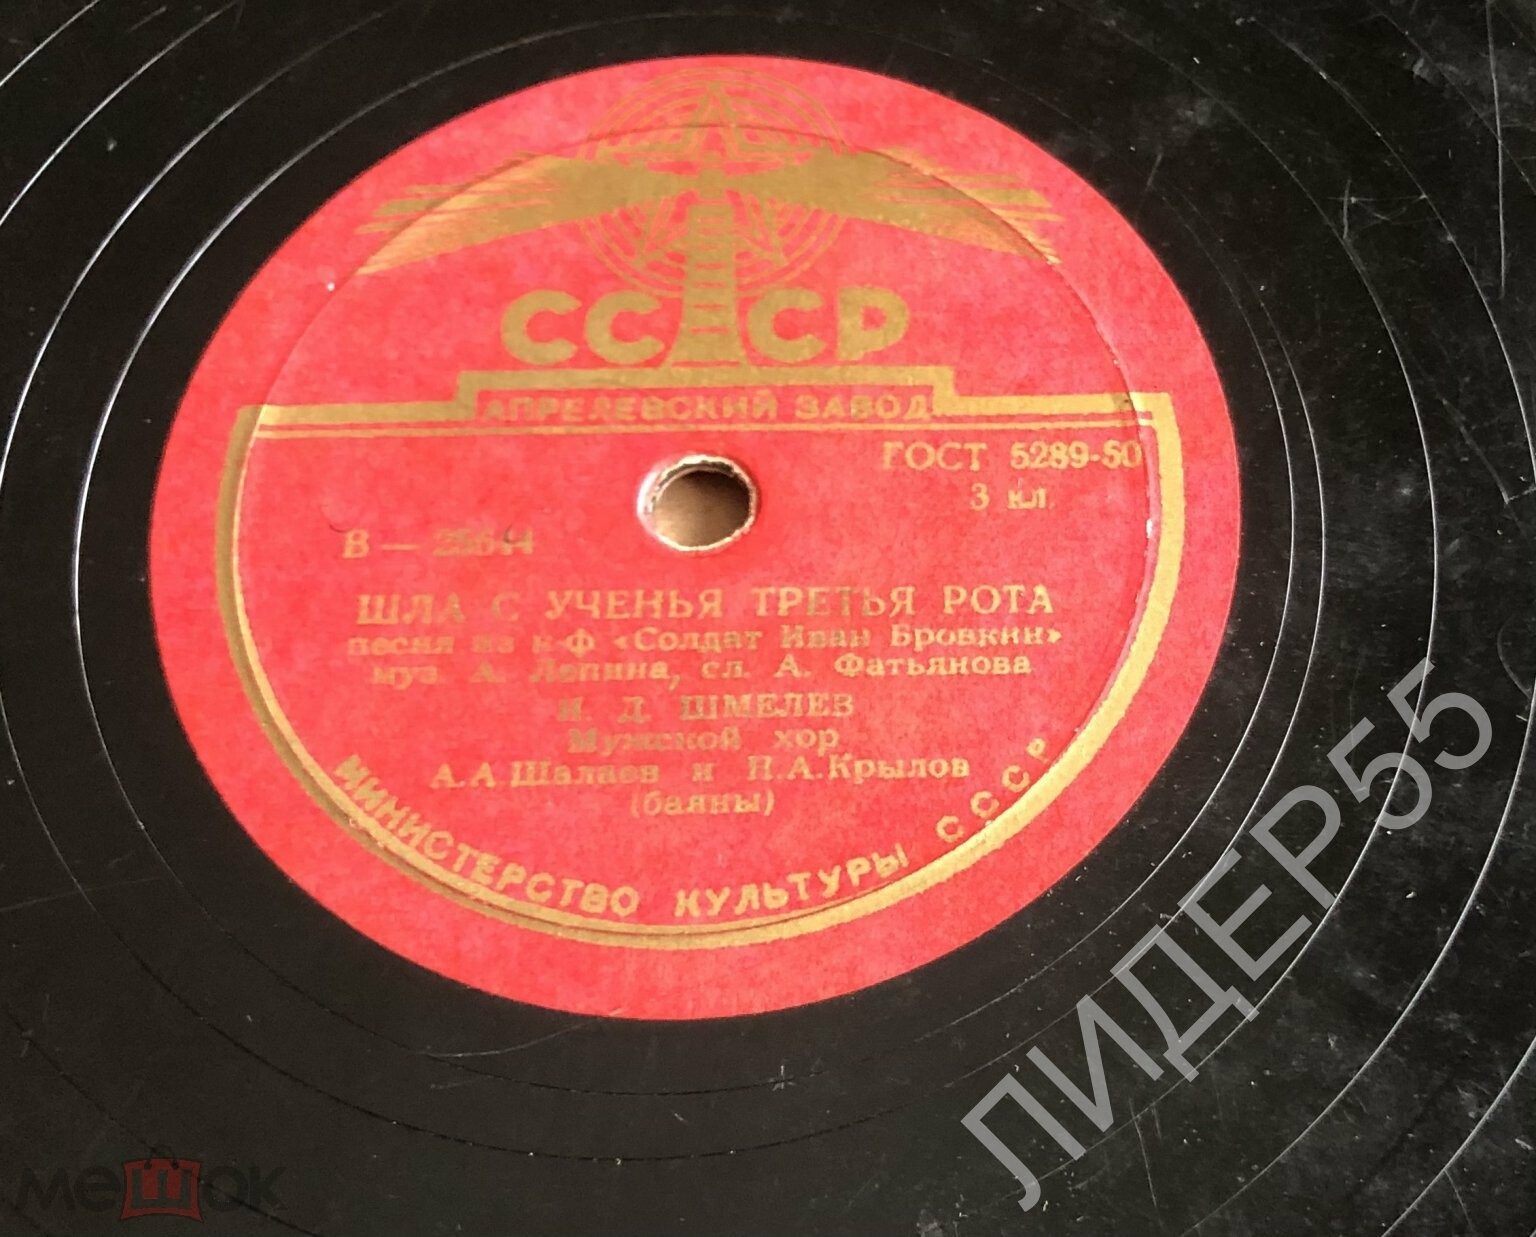 СССР
АПРЕЛЕВСКИЙ ЗАВОД
ГОСТ 5289-50
3 кл.
В — 25644
ШЛА С УЧЕНЬЯ ТРЕТЬЯ РОТА
песня из к-ф «Солдат Иван Бровкин»
муз. А. Лепина, сл. А. Фатьянова
И. Д. ШМЕЛЕВ
Мужской хор
А.А.Шалаев и Н.А.Крылов
(баяны)
МИНИСТЕРСТВО КУЛЬТУРЫ СССР
ЛИДЕР55
мешок